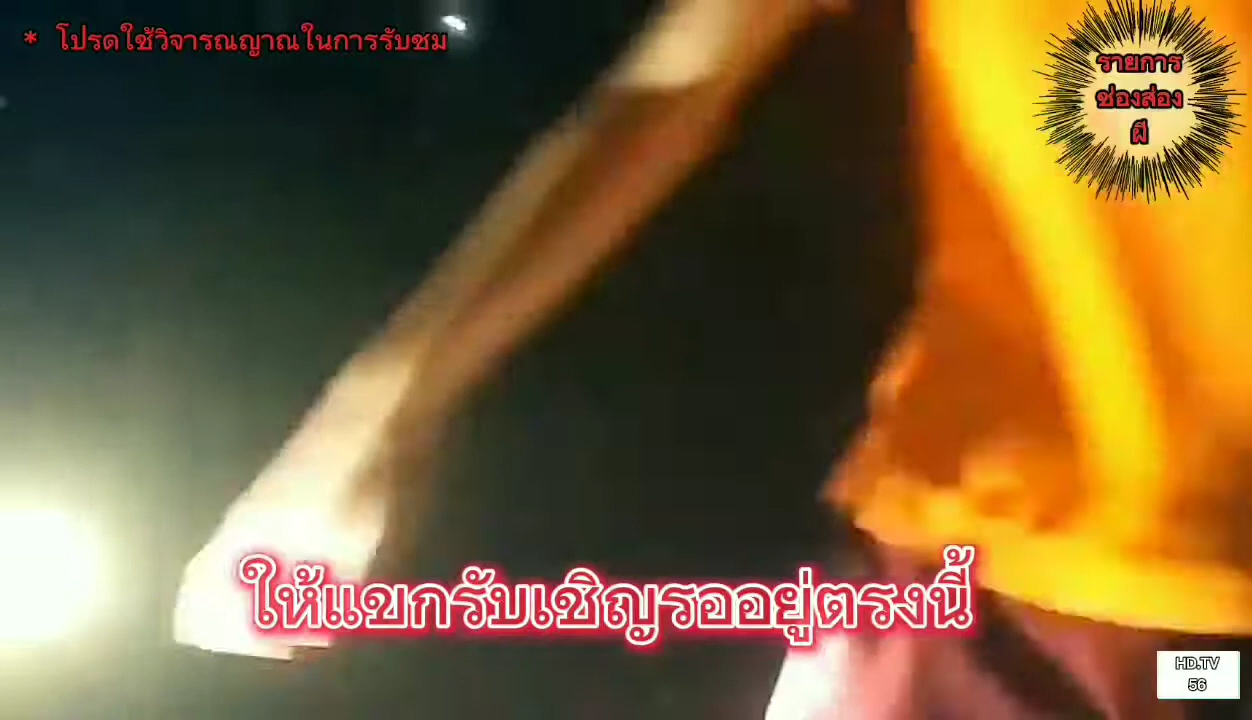 * โปรดใช้วิจารณญาณในการรับชม
รายการ
ช่องส่อง
ผี
ให้แขกรับเชิญรออยู่ตรงนี้
HD.TV
56